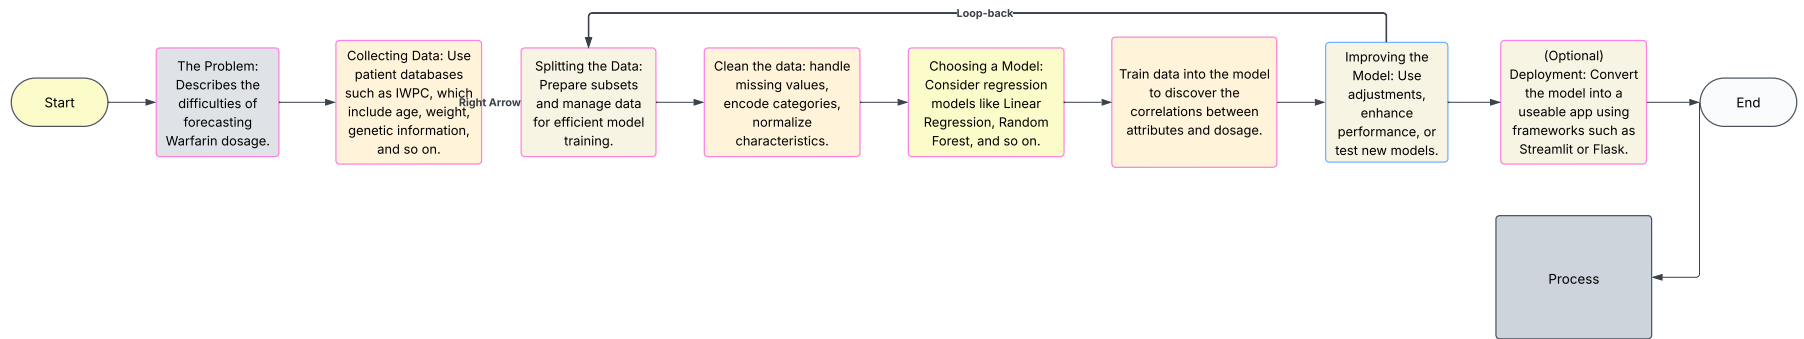 Loop-back
Start
The Problem:
Describes the
difficulties of
forecasting
Warfarin dosage.
Collecting Data: Use
patient databases
such as IWPC, which
include age, weight,
genetic information,
and so on.
Right Arrow
Splitting the Data:
Prepare subsets
and manage data
for efficient model
training.
Clean the data: handle
missing values,
encode categories,
normalize
characteristics.
Choosing a Model:
Consider regression
models like Linear
Regression, Random
Forest, and so on.
Train data into the model
to discover the
correlations between
attributes and dosage.
Improving the
Model: Use
adjustments,
enhance
performance, or
test new models.
(Optional)
Deployment: Convert
the model into a
useable app using
frameworks such as
Streamlit or Flask.
End
Process